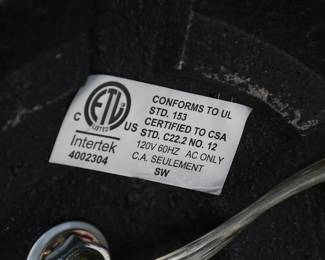 CONFORMS TO UL
STD. 153
CERTIFIED TO CSA
STD. C22.2 NO. 12
120V 60HZ AC ONLY
C.A. SEULEMENT
SW
C ETL US
LISTED
Intertek
4002304